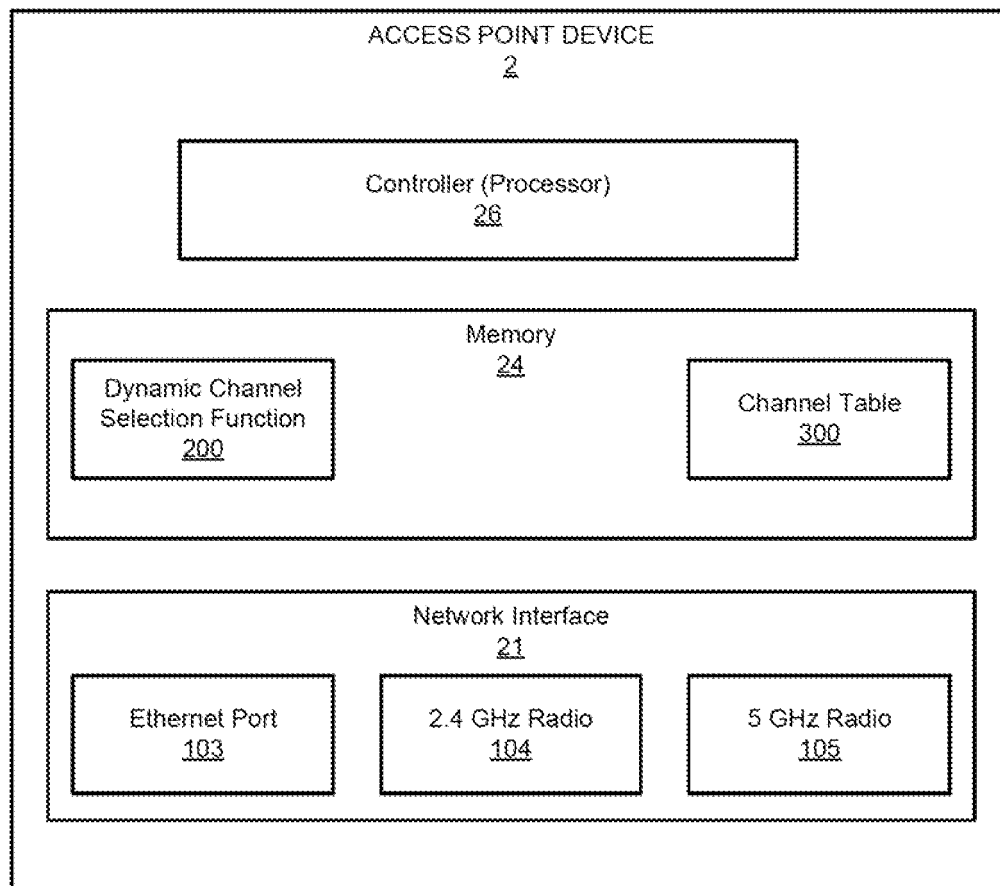 ACCESS POINT DEVICE
2
Controller (Processor)
26
Memory
24
Dynamic Channel
Selection Function
200
Channel Table
300
Network Interface
21
Ethernet Port
103
2.4 GHz Radio
104
5 GHz Radio
105